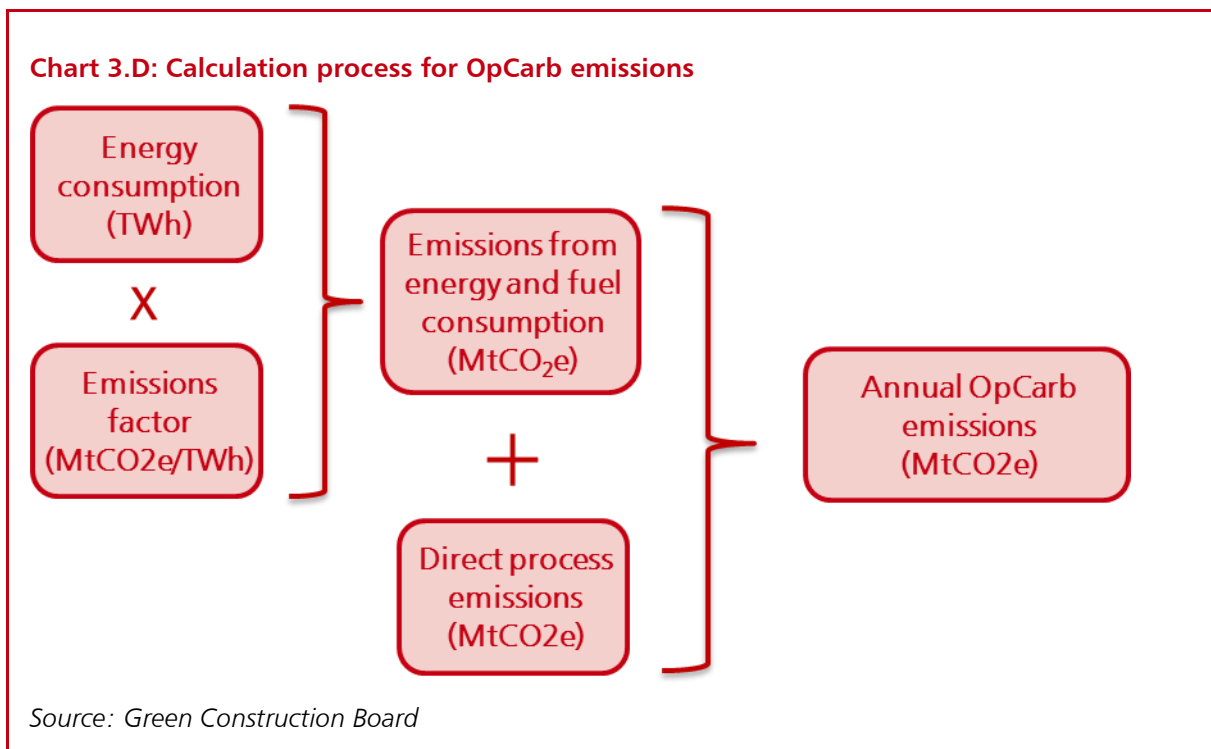 Chart 3.D: Calculation process for OpCarb emissions
Energy
consumption
(TWh)
X
Emissions
factor
(MtCO2e/TWh)
Emissions from
energy and fuel
consumption
(MtCO₂e)
+
Direct process
emissions
(MtCO2e)
Annual OpCarb
emissions
(MtCO2e)
Source: Green Construction Board